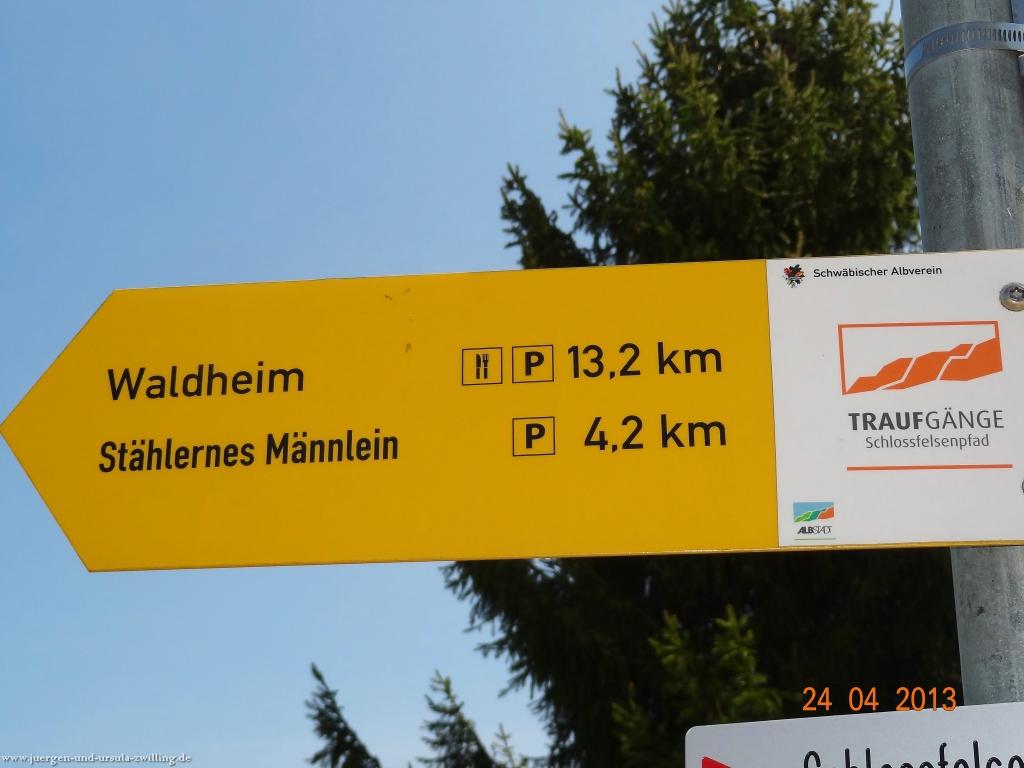 Schwäbischer Albverein
Waldheim P 13,2 km
Stählernes Männlein P 4,2 km
TRAUFGÄNGE
Schlossfelsenpfad
ALBSTADT
24 04 2013
www.juergen-und-ursula-zwilling.de